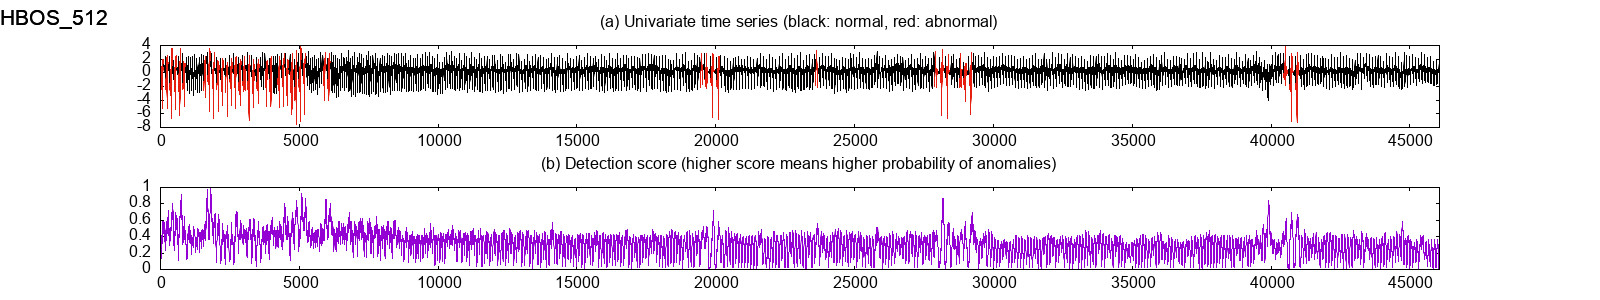 HBOS_512
(a) Univariate time series (black: normal, red: abnormal)
4
2
0
-2
-4
-6
-8
0 5000 10000 15000 20000 25000 30000 35000 40000 45000
(b) Detection score (higher score means higher probability of anomalies)
1
0.8
0.6
0.4
0.2
0
0 5000 10000 15000 20000 25000 30000 35000 40000 45000